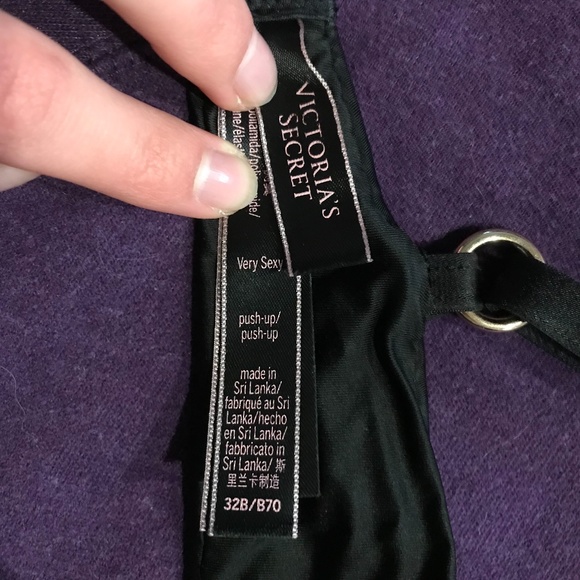 VICTORIA'S
SECRET
Very Sexy
push-up/
push-up
made in
Sri Lanka/
fabriqué au Sri
Lanka/hecho
en Sri Lanka/
fabbricato in
Sri Lanka/ 斯
里兰卡制造
32B/B70